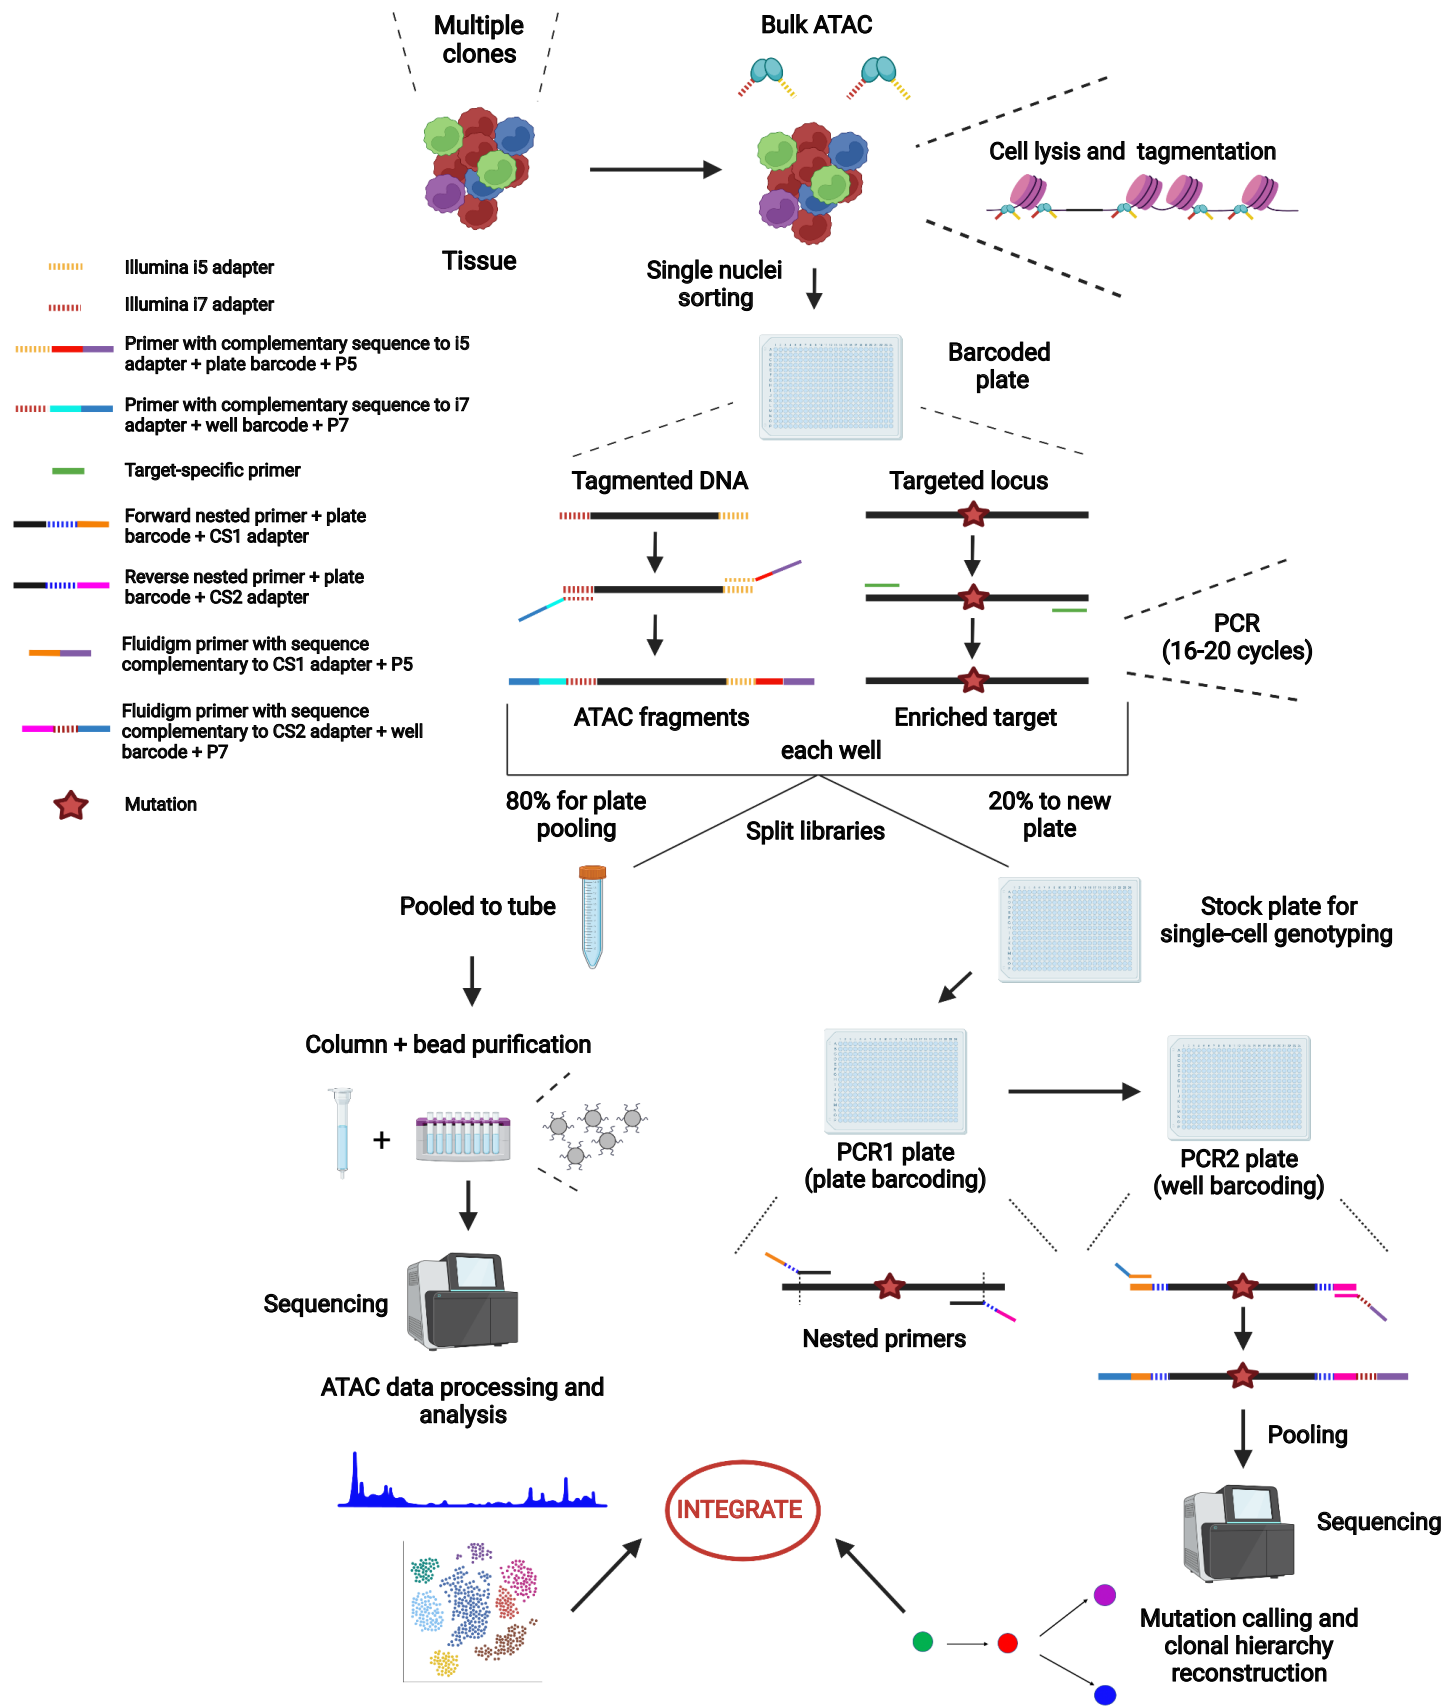 Multiple
clones
Bulk ATAC
Cell lysis and tagmentation
Tissue
Single nuclei
sorting
Illumina i5 adapter
Illumina i7 adapter
Primer with complementary sequence to i5
adapter + plate barcode + P5
Primer with complementary sequence to i7
adapter + well barcode + P7
Target-specific primer
Forward nested primer + plate
barcode + CS1 adapter
Reverse nested primer + plate
barcode + CS2 adapter
Fluidigm primer with sequence
complementary to CS1 adapter + P5
Fluidigm primer with sequence
complementary to CS2 adapter + well
barcode + P7
Mutation
Barcoded
plate
Tagmented DNA
Targeted locus
PCR
(16-20 cycles)
ATAC fragments
Enriched target
each well
80% for plate
pooling
Split libraries
20% to new
plate
Pooled to tube
Stock plate for
single-cell genotyping
Column + bead purification
+
PCR1 plate
(plate barcoding)
PCR2 plate
(well barcoding)
Sequencing
Nested primers
ATAC data processing and
analysis
Pooling
INTEGRATE
Sequencing
Mutation calling and
clonal hierarchy
reconstruction